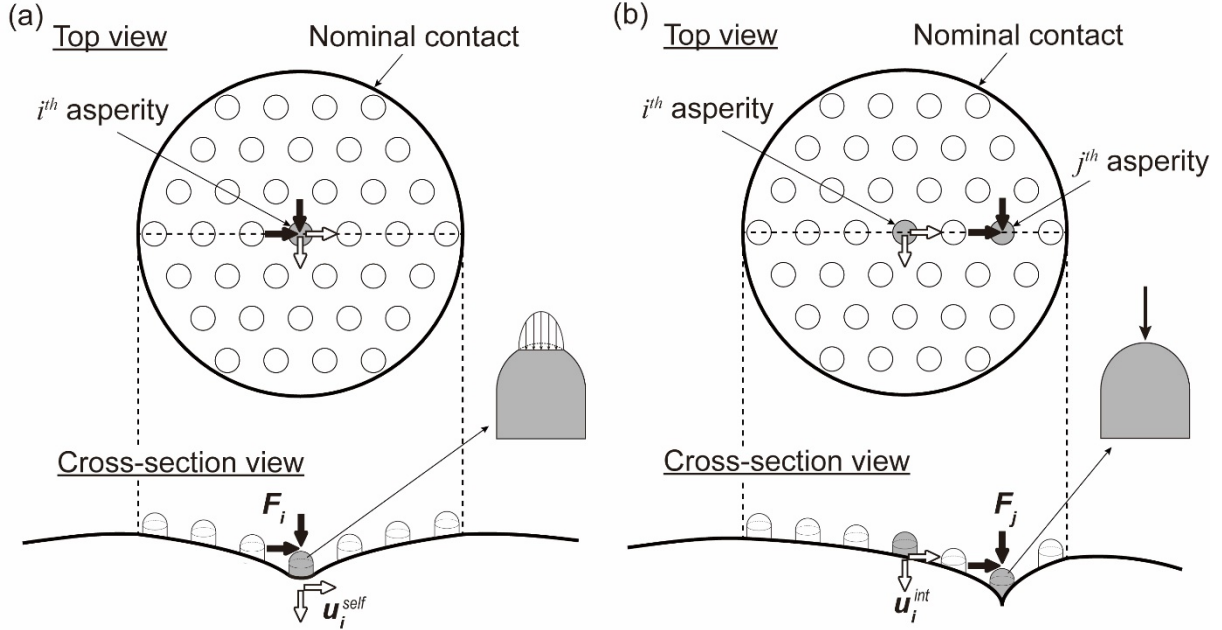 (a)
Top view
Nominal contact
iᵗʰ asperity
Cross-section view
Fᵢ
uᵢˢᵉˡᶠ
(b)
Top view
Nominal contact
iᵗʰ asperity
jᵗʰ asperity
Cross-section view
Fⱼ
uᵢⁱⁿᵗ